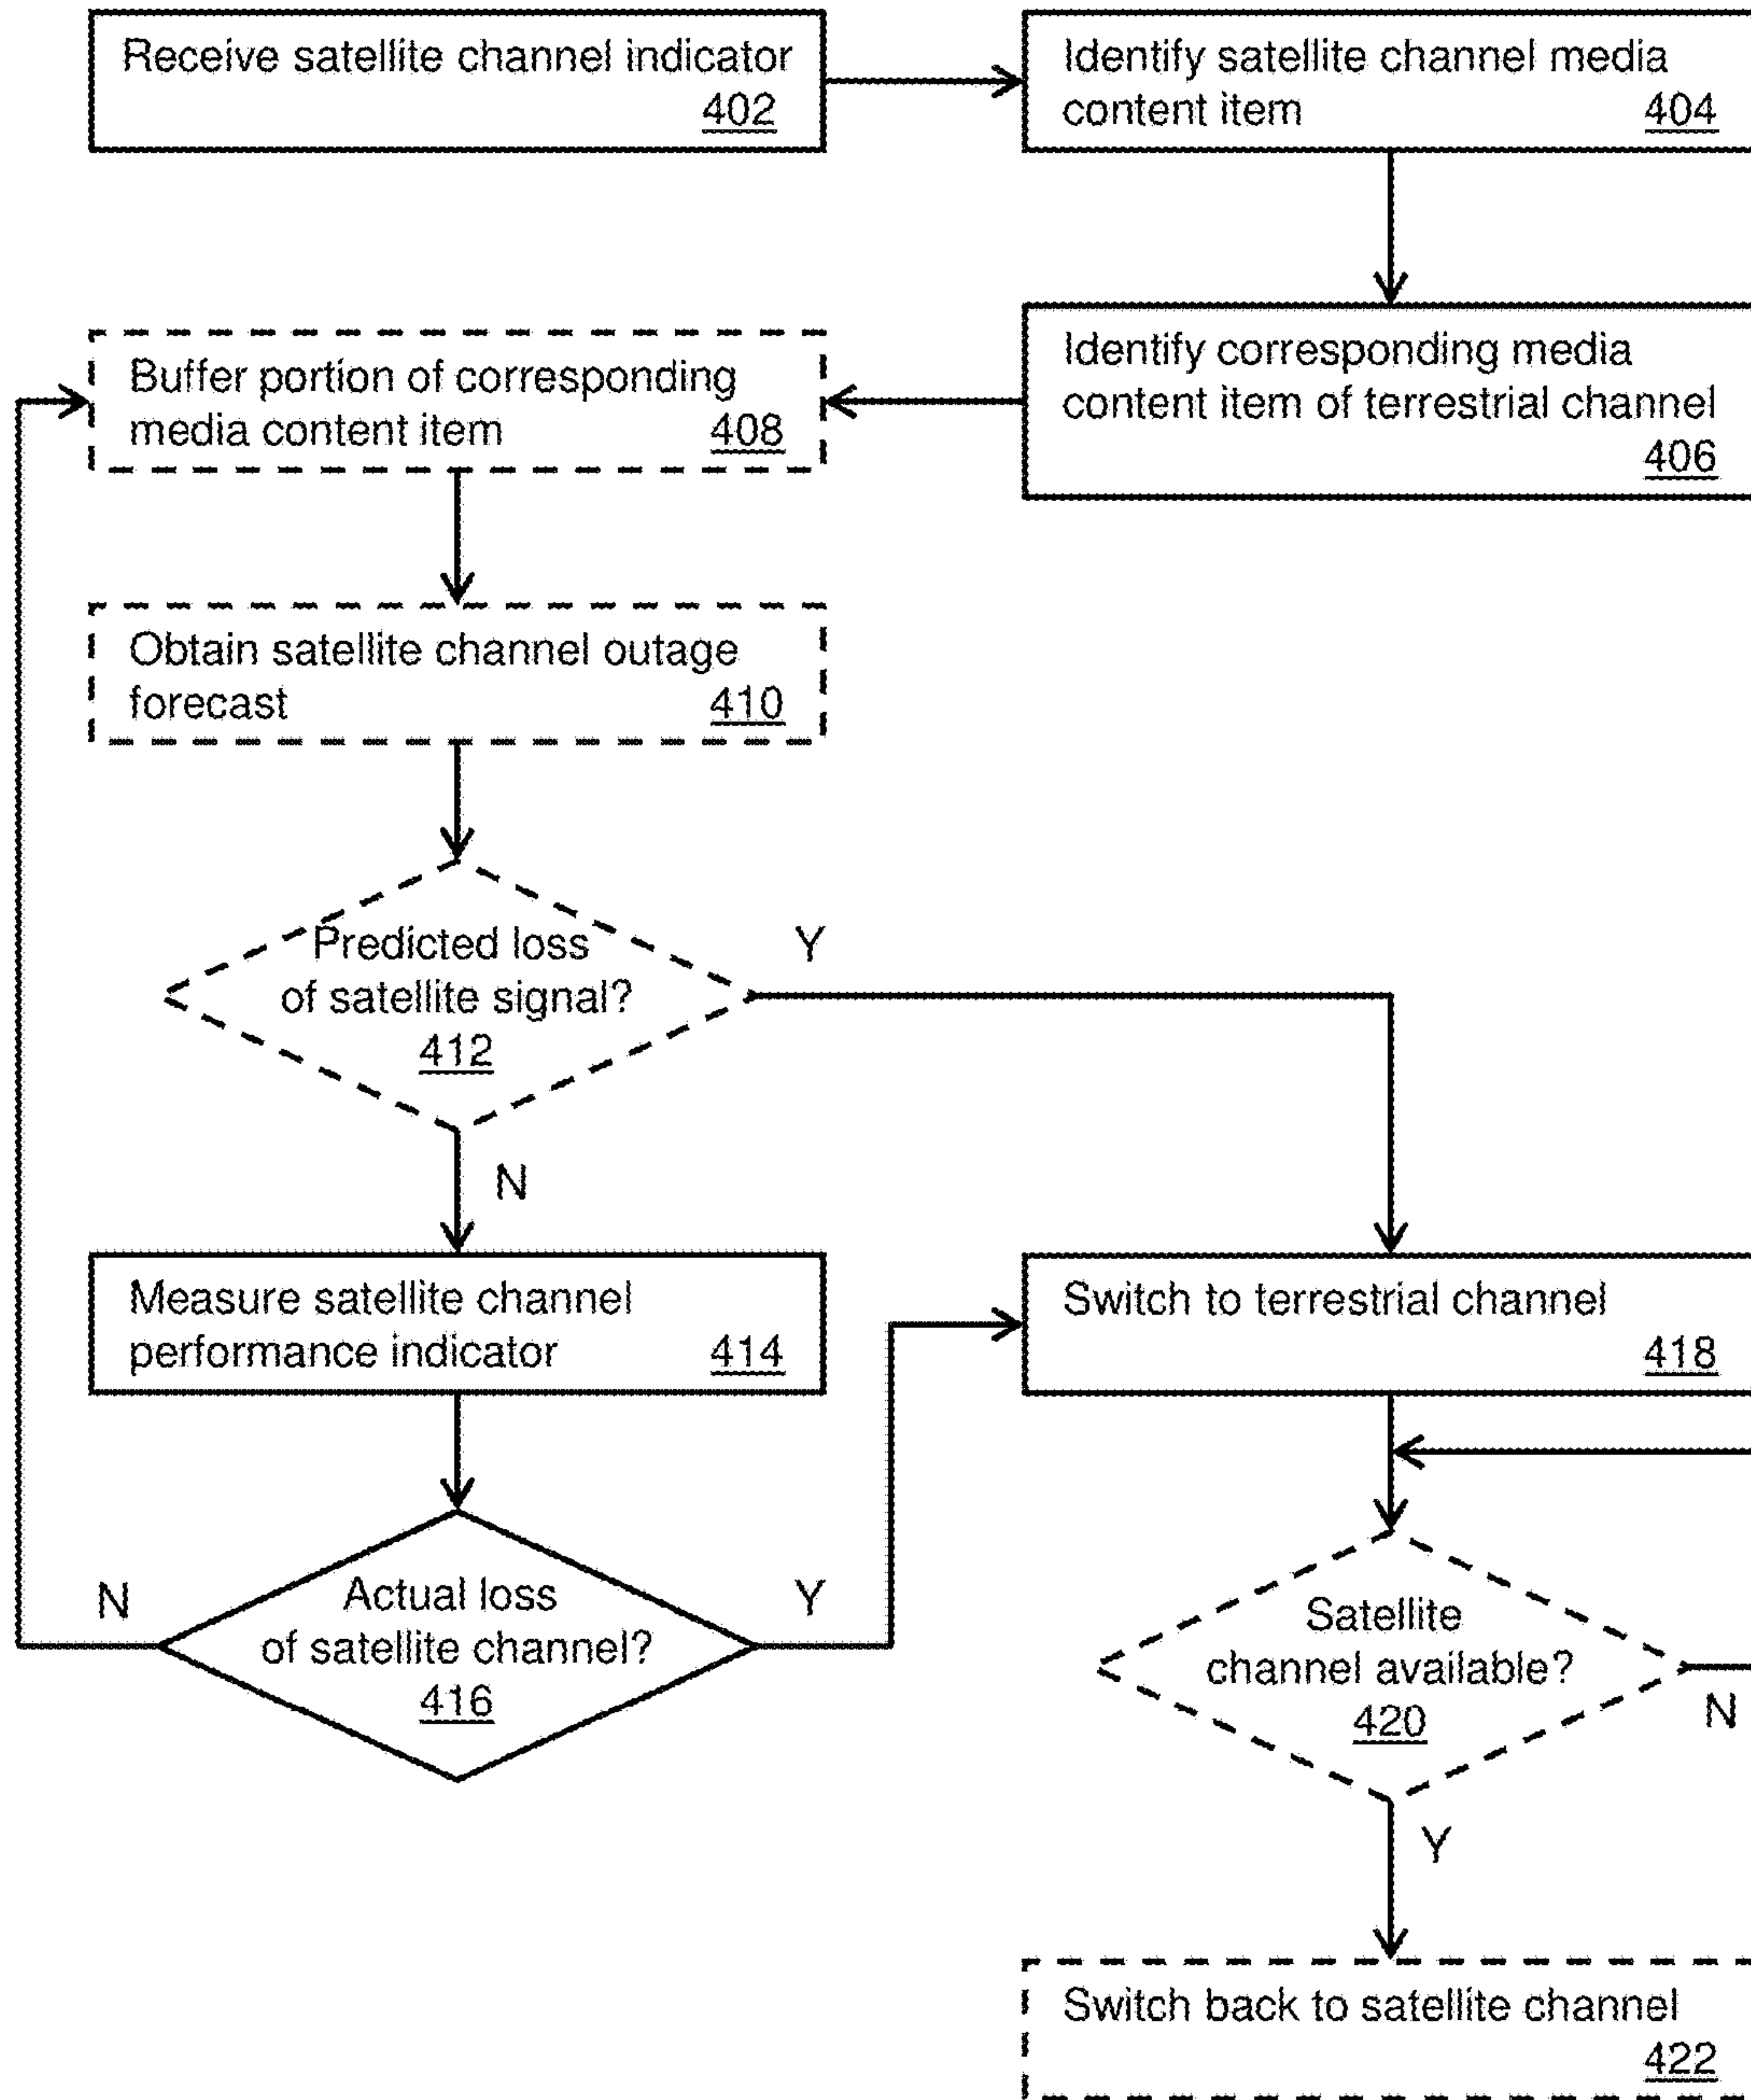 Receive satellite channel indicator
402
Identify satellite channel media
content item 404
Identify corresponding media
content item of terrestrial channel
406
Buffer portion of corresponding
media content item 408
Obtain satellite channel outage
forecast 410
Predicted loss
of satellite signal?
412
Y
N
Measure satellite channel
performance indicator 414
Switch to terrestrial channel
418
Actual loss
of satellite channel?
416
N
Y
Satellite
channel available?
420
N
Y
Switch back to satellite channel
422